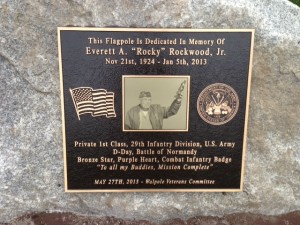 This Flagpole Is Dedicated In Memory Of
Everett A. "Rocky" Rockwood, Jr.
Nov 21st, 1924 - Jan 5th, 2013
Private 1st Class, 29th Infantry Division, U.S. Army
D-Day, Battle of Normandy
Bronze Star, Purple Heart, Combat Infantry Badge
"To all my Buddies, Mission Complete"
MAY 27TH, 2013 - Walpole Veterans Committee